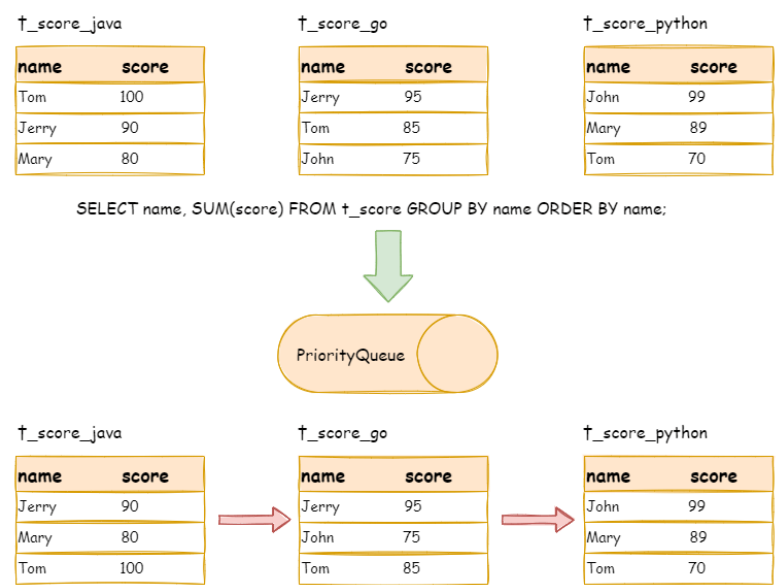 t_score_java t_score_go t_score_python
name score name score name score
Tom 100 Jerry 95 John 99
Jerry 90 Tom 85 Mary 89
Mary 80 John 75 Tom 70
SELECT name, SUM(score) FROM t_score GROUP BY name ORDER BY name;
PriorityQueue
t_score_java t_score_go t_score_python
name score name score name score
Jerry 90 Jerry 95 John 99
Mary 80 John 75 Mary 89
Tom 100 Tom 85 Tom 70